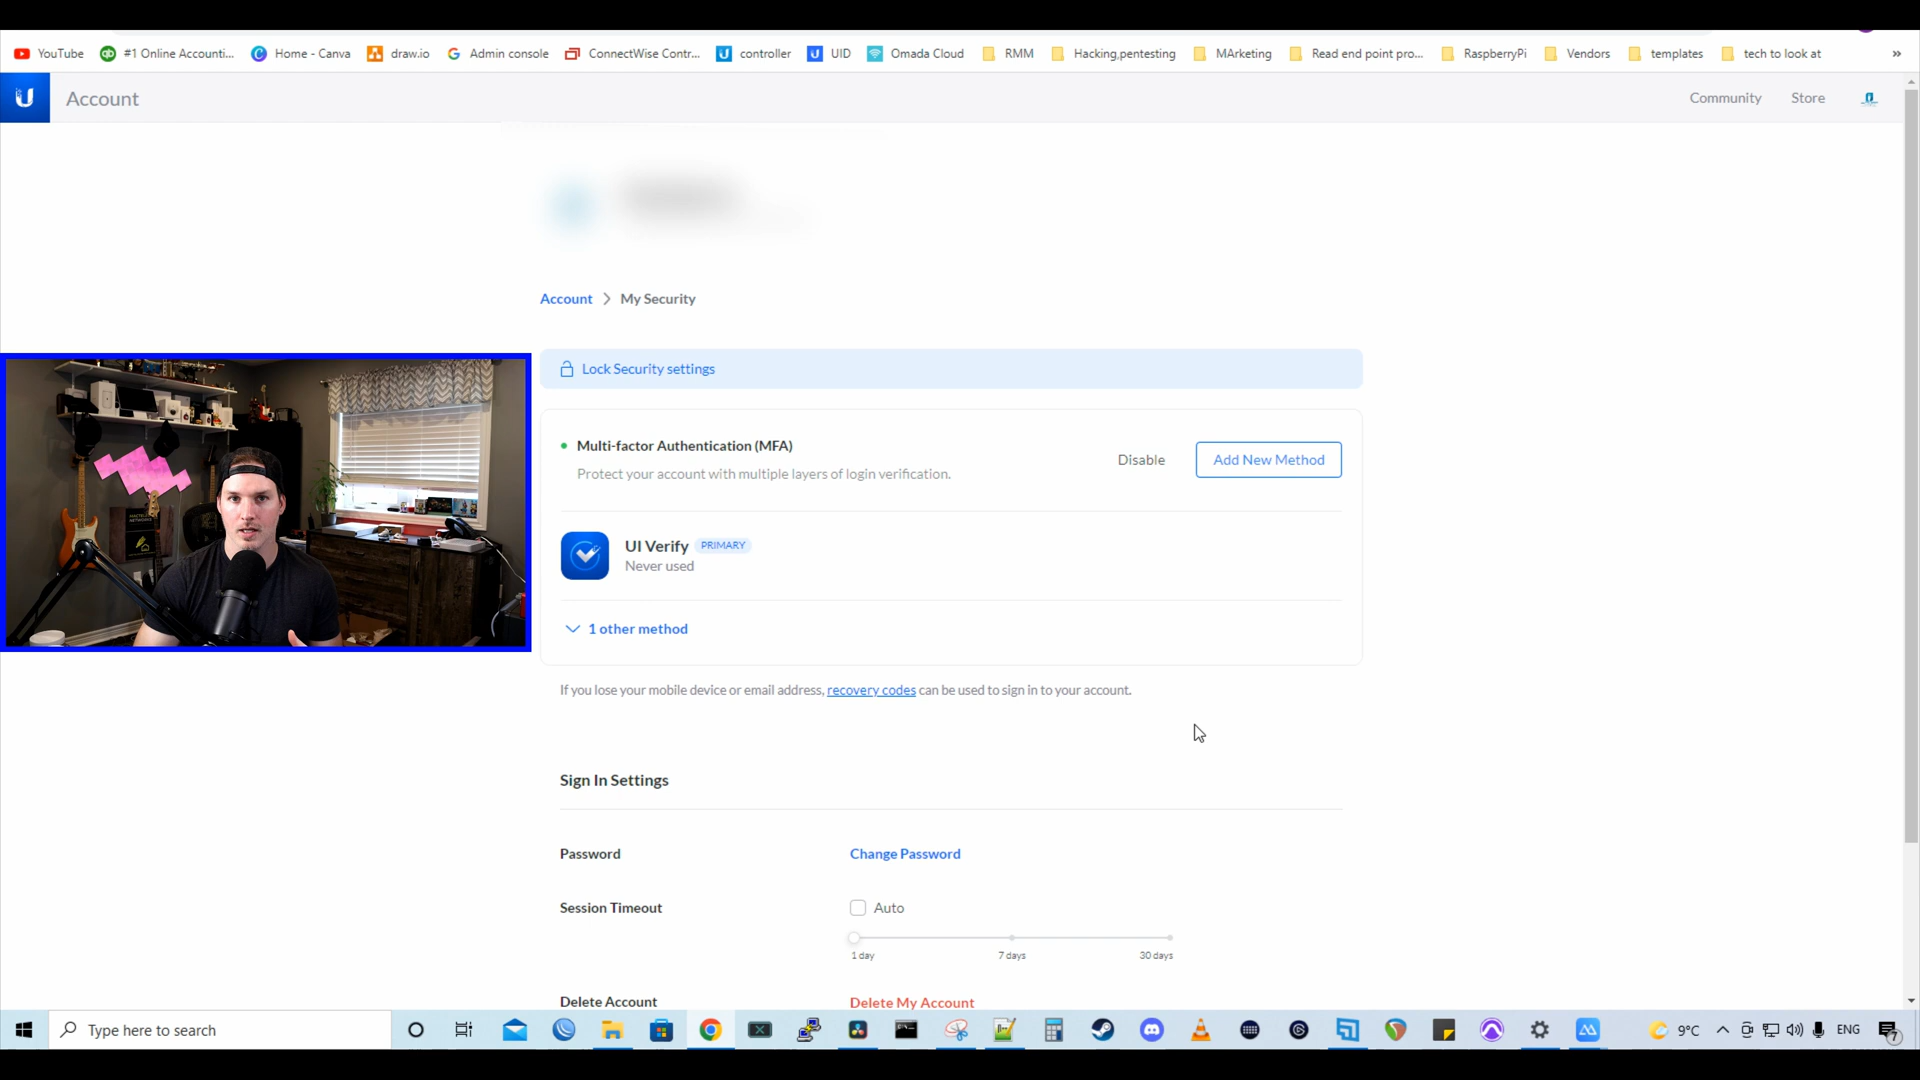 YouTube #1 Online Accounti... Home - Canva draw.io Admin console ConnectWise Contr... controller UID Omada Cloud RMM Hacking,pentesting MArketing Read end point pro... RaspberryPi Vendors templates tech to look at »
U Account Community Store
Account > My Security
Lock Security settings
Multi-factor Authentication (MFA)
Protect your account with multiple layers of login verification.
Disable Add New Method
UI Verify PRIMARY
Never used
1 other method
If you lose your mobile device or email address, recovery codes can be used to sign in to your account.
Sign In Settings
Password Change Password
Session Timeout Auto
1 day 7 days 30 days
Delete Account Delete My Account
Type here to search 9°C ENG 7